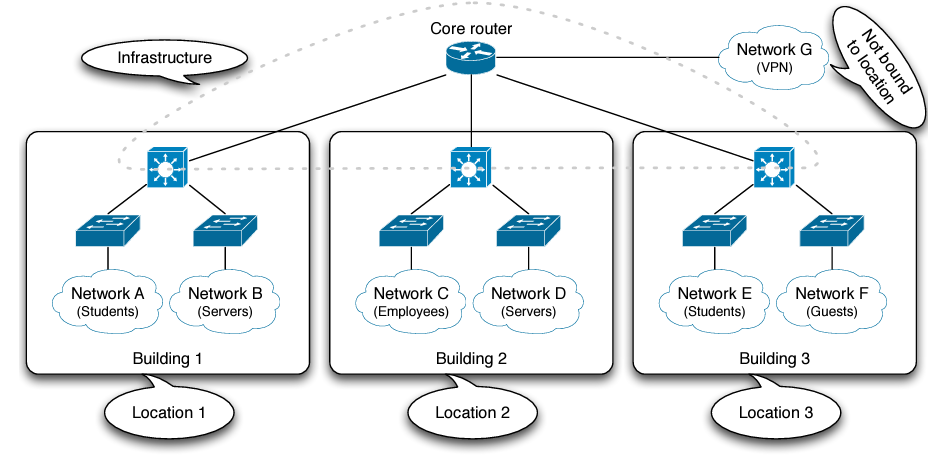 Core router
Infrastructure
Network G
(VPN)
Not bound
to location
Network A
(Students)
Network B
(Servers)
Network C
(Employees)
Network D
(Servers)
Network E
(Students)
Network F
(Guests)
Building 1
Building 2
Building 3
Location 1
Location 2
Location 3